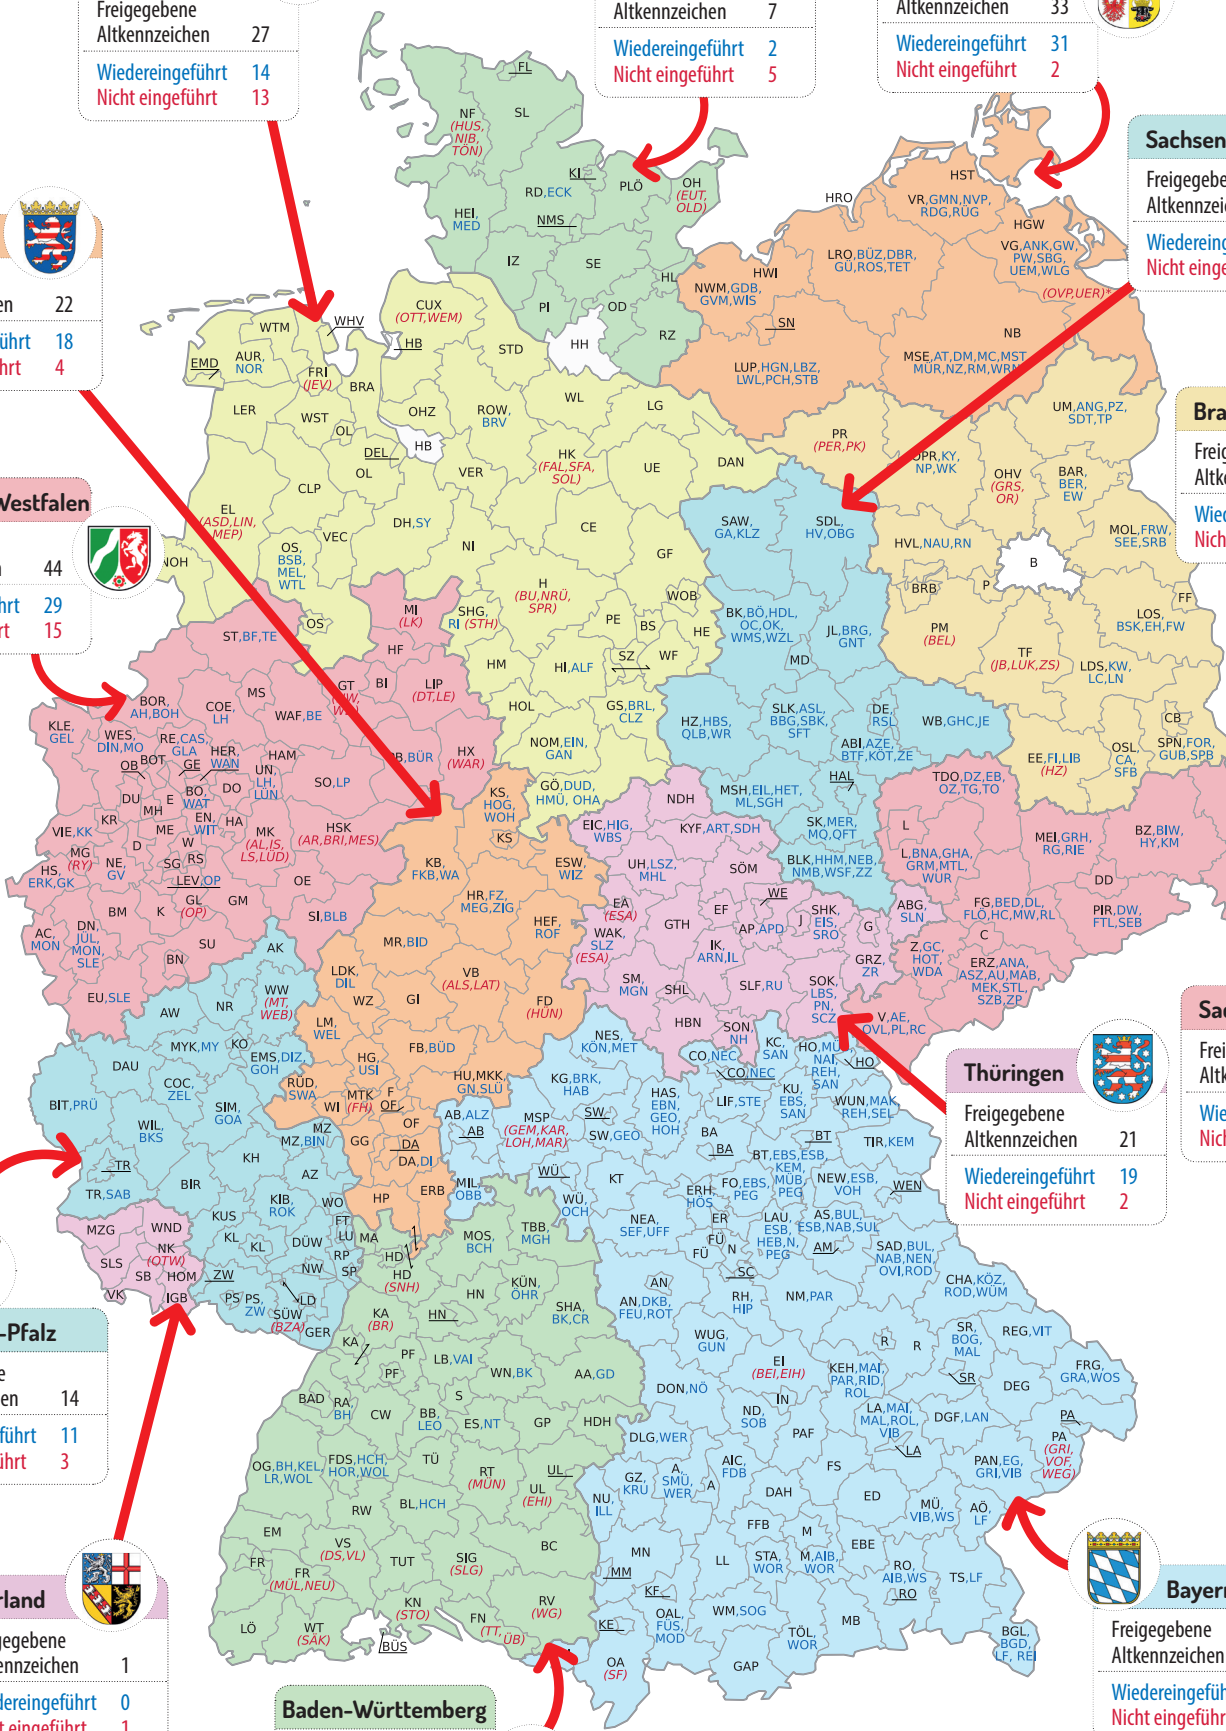 Freigegebene
Altkennzeichen 27
Wiedereingeführt 14
Nicht eingeführt 13
Altkennzeichen 7
Wiedereingeführt 2
Nicht eingeführt 5
Altkennzeichen 33
Wiedereingeführt 31
Nicht eingeführt 2
Sachsen
22
18
4
Westfalen
44
29
15
Thüringen
Freigegebene
Altkennzeichen 21
Wiedereingeführt 19
Nicht eingeführt 2
-Pfalz
14
11
3
rland
1
0
1
Baden-Württemberg
Bayern
Freigegebene
Altkennzeichen
FL
SL
NF
(HUS,
NIB,
TÖN)
KI
RD,ECK
PLÖ
OH
(EUT,
OLD)
HEI,
MED
NMS
IZ
SE
HL
PI
OD
RZ
HH
HST
HRO
VR,GMN,NVP,
RDG,RÜG
HGW
VG,ANK,GW,
PW,SBG,
UEM,WLG
(OVP,UER)*
LRO,BÜZ,DBR,
GÜ,ROS,TET
HWI
NWM,GDB,
GVM,WIS
SN
NB
MSE,AT,DM,MC,MST
MÜR,NZ,RM,WRN
LUP,HGN,LBZ,
LWL,PCH,STB
CUX
(OTT,WEM)
WTM
WHV
HB
EMD
AUR,
NOR
FRI
(JEV)
BRA
STD
LER
WST
OHZ
ROW,
BRV
WL
LG
OL
DEL
HB
OL
VER
HK
(FAL,SFA,
SOL)
UE
DAN
CLP
EL
(ASD,LIN,
MEP)
VEC
DH,SY
NI
CE
GF
NOH
OS,
BSB,
MEL,
WTL
OS
H
(BU,NRÜ,
SPR)
WOB
SHG,
RI (STH)
PE
BS
HE
HM
HI,ALF
SZ
WF
HOL
GS,BRL,
CLZ
NOM,EIN,
GAN
GÖ,DUD,
HMÜ, OHA
PR
(PER,PK)
OPR,KY,
NP,WK
UM,ANG,PZ,
SDT,TP
OHV
(GRS,
OR)
BAR,
BER,
EW
MOL,FRW,
SEE,SRB
HVL,NAU,RN
B
BRB
P
FF
PM
(BEL)
LOS,
BSK,EH,FW
TF
(JB,LUK,ZS)
LDS,KW,
LC,LN
CB
SPN,FOR,
GUB,SPB
EE,FI,LIB
(HZ)
OSL,
CA,
SFB
SAW,
GA,KLZ
SDL,
HV,OBG
BK,BÖ,HDL,
OC,OK,
WMS,WZL
JL,BRG,
GNT
MD
HZ,HBS,
QLB,WR
SLK,ASL,
BBG,SBK,
SFT
DE,
RSL
WB,GHC,JE
ABI,AZE,
BTF,KÖT,ZE
HAL
MSH,EIL,HET,
ML,SGH
SK,MER,
MQ,QFT
BLK,HHM,NEB,
NMB,WSF,ZZ
ST,BF,TE
MI
(LK)
HF
BI
LIP
(DT,LE)
MS
BOR,
AH,BOH
COE,
LH
WAF,BE
GT
KLE,
GEL
WES,
DIN,MO
RE,CAS,
GLA
HER,
WAN
HAM
OB
BOT
GE
UN,
LH,
LÜN
SO,LP
PB,BÜR
HX
(WAR)
DU
MH
E
BO,
WAT
DO
EN,
WIT
HA
KR
ME
MK
(AL,IS,
LS,LÜD)
HSK
(AR,BRI,MES)
VIE,KK
MG
(RY)
D
W
HS,
ERK,GK
NE,
GV
SG
RS
LEV,OP
OE
BM
K
GL
(OP)
GM
SI,BLB
AC,
MON
DN,
JÜL,
MON,
SLE
SU
BN
EU,SLE
KS,
HOG,
WOH
KS
KB,
FKB,WA
ESW,
WIZ
HR,FZ,
MEG,ZIG
HEF,
ROF
MR,BID
LDK,
DIL
VB
(ALS,LAT)
WZ
GI
FD
(HÜN)
LM,
WEL
FB,BÜD
HG,
USI
RÜD,
SWA
WI
MTK
(FH)
F
OF
OF
HU,MKK,
GN,SLÜ
GG
DA
DA,DI
HP
ERB
NDH
EIC,HIG,
WBS
KYF,ART,SDH
UH,LSZ,
MHL
SÖM
WE
EA
(ESA)
EF
WAK,
SLZ
(ESA)
GTH
AP,APD
J
SHK,
EIS,
SRO
G
ABG,
SLN
IK,
ARN,IL
GRZ,
ZR
SM,
MGN
SHL
SLF,RU
SOK,
LBS,
PN,
SCZ
HBN
SON,
NH
TDO,DZ,EB,
OZ,TG,TO
L
L,BNA,GHA,
GRM,MTL,
WUR
MEI,GRH,
RG,RIE
BZ,BIW,
HY,KM
DD
FG,BED,DL,
FLÖ,HC,MW,RL
PIR,DW,
FTL,SEB
C
Z,GC,
HOT,
WDA
ERZ,ANA,
ASZ,AU,MAB,
MEK,STL,
SZB,ZP
V,AE,
OVL,PL,RC
AK
WW
(MT,
WEB)
NR
AW
KO
MYK,MY
EMS,DIZ,
GOH
DAU
COC,
ZEL
SIM,
GOA
BIT,PRÜ
WIL,
BKS
MZ
MZ,BIN
KH
AZ
TR
TR,SAB
BIR
KIB,
ROK
WO
FT
LU
KUS
KL
KL
DÜW
RP
NW
SP
ZW
PS
PS,
ZW
LD
SÜW
(BZA)
GER
MZG
WND
NK
(OTW)
SLS
SB
HOM
VK
IGB
MA
HD
HD
(SNH)
MOS,
BCH
TBB,
MGH
KÜN,
ÖHR
HN
HN
SHA,
BK,CR
KA
(BR)
KA
PF
PF
LB,VAI
WN,BK
AA,GD
BAD
RA,
BH
CW
BB,
LEO
S
ES,NT
GP
HDH
OG,BH,KEL,
LR,WOL
FDS,HCH,
HOR,WOL
TÜ
RT
(MÜN)
UL
UL
(EHI)
RW
BL,HCH
EM
VS
(DS,VL)
TUT
SIG
(SLG)
BC
FR
FR
(MÜL,NEU)
KN
(STO)
FN
(TT,ÜB)
RV
(WG)
LÖ
WT
(SÄK)
BÜS
NES,
KÖN,MET
CO,NEC
CO,NEC
KC,
SAN
HO
KG,BRK,
HAB
HAS,
EBN,
GEO
HOH
LIF,STE
KU,
EBS,
SAN
WUN,MAK,
REH,SEL
AB,ALZ
AB
MSP
(GEM,KAR,
LOH,MAR)
SW
SW,GEO
BA
BA
BT
BT,EBS,ESB,
KEM,
MÜB,
PEG
TIR,KEM
MIL,
OBB
WÜ
WÜ,
OCH
KT
ERH,
HÖS
FO,EBS,
PEG
NEW,ESB,
VOH
WEN
NEA,
SEF,UFF
ER
FÜ
FÜ
N
LAU,
ESB,
HEB,N,
PEG
AS,BUL,
ESB,NAB,SUL
AM
SC
SAD,BUL,
NAB,NEN,
OVI,ROD
AN
AN,DKB,
FEU,ROT
RH,
HIP
NM,PAR
CHA,KÖZ,
ROD,WÜM
WUG,
GUN
EI
(BEI,EIH)
KEH,MAI,
PAR,RID,
ROL
R
R
SR,
BOG,
MAL
REG,VIT
SR
DEG
FRG,
GRA,WOS
DON,NÖ
IN
ND,
SOB
LA,MAI,
MAL,ROL,
VIB
DGF,LAN
PA
PA
(GRI,
VOF,
WEG)
DLG,WER
PAF
LA
PAN,EG,
GRI,VIB
GZ,
KRU
A,
SMÜ,
WER
A
AIC,
FDB
FS
NU,
ILL
DAH
ED
MÜ,
VIB,WS
AÖ,
LF
FFB
M
EBE
MN
MM
LL
STA,
WOR
M,AIB,
WOR
RO,
AIB,WS
RO
TS,LF
KF
KE
OAL,
FÜS,
MOD
WM,SOG
TÖL,
WOR
MB
BGL,
BGD,
LF, REI
OA
(SF)
GAP